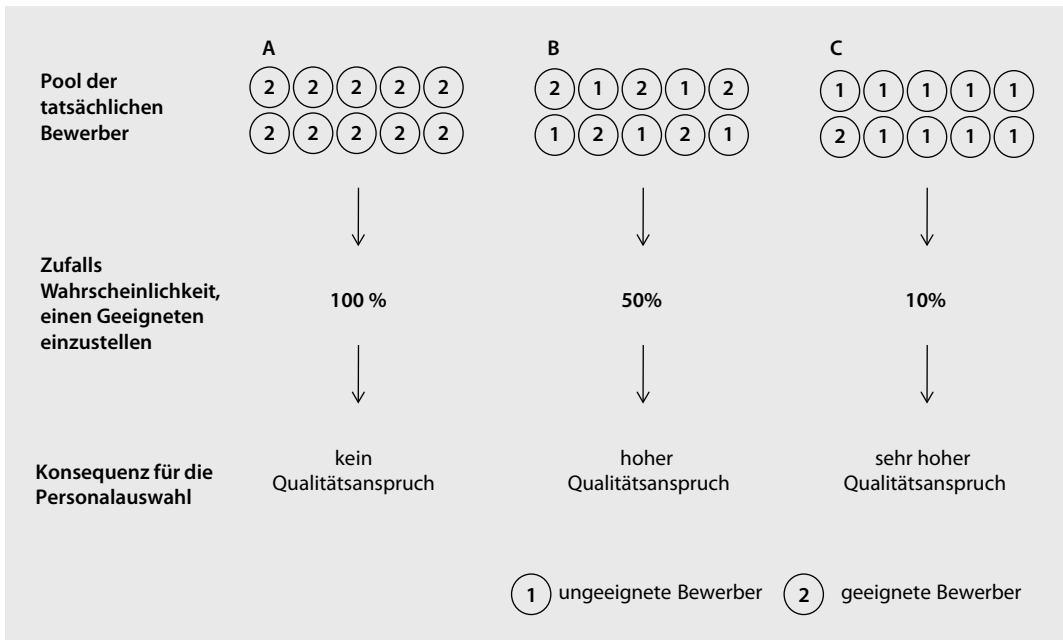 A B C
Pool der
tatsächlichen
Bewerber
2 2 2 2 2 2 1 2 1 2 1 1 1 1 1
2 2 2 2 2 1 2 1 2 1 2 1 1 1 1
Zufalls
Wahrscheinlichkeit,
einen Geeigneten
einzustellen
100 % 50% 10%
Konsequenz für die
Personalauswahl
kein
Qualitätsanspruch
hoher
Qualitätsanspruch
sehr hoher
Qualitätsanspruch
1 ungeeignete Bewerber 2 geeignete Bewerber